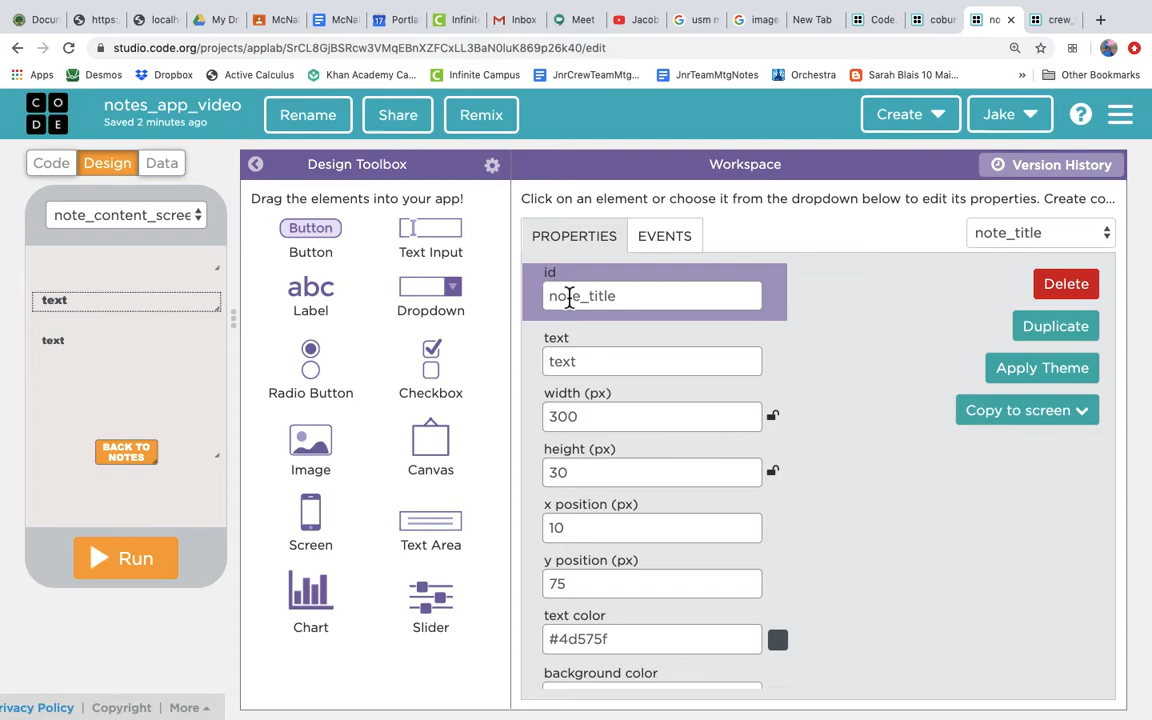 Docun
https:
localh
My Dr
McNa
McNa
Portla
Infinite
Inbox
Meet
Jacob
usm n
image
New Tab
Code.
cobur
no
crew_
studio.code.org/projects/applab/SrCL8GjBSRcw3VMqEBnXZFCxLL3BaN0luK869p26k40/edit
Apps
Desmos
Dropbox
Active Calculus
Khan Academy Ca...
Infinite Campus
JnrCrewTeamMtg...
JnrTeamMtgNotes
Orchestra
Sarah Blais 10 Mai...
»
Other Bookmarks
C O
D E
notes_app_video
Saved 2 minutes ago
Rename
Share
Remix
Create
Jake
?
Code
Design
Data
Design Toolbox
Workspace
Version History
note_content_scree
Drag the elements into your app!
Click on an element or choose it from the dropdown below to edit its properties. Create co...
Button
Button
Text Input
abc
Label
Dropdown
Radio Button
Checkbox
Image
Canvas
Screen
Text Area
Chart
Slider
text
text
BACK TO
NOTES
Run
PROPERTIES
EVENTS
note_title
id
note_title
Delete
Duplicate
Apply Theme
Copy to screen
text
text
width (px)
300
height (px)
30
x position (px)
10
y position (px)
75
text color
#4d575f
background color
rivacy Policy
Copyright
More